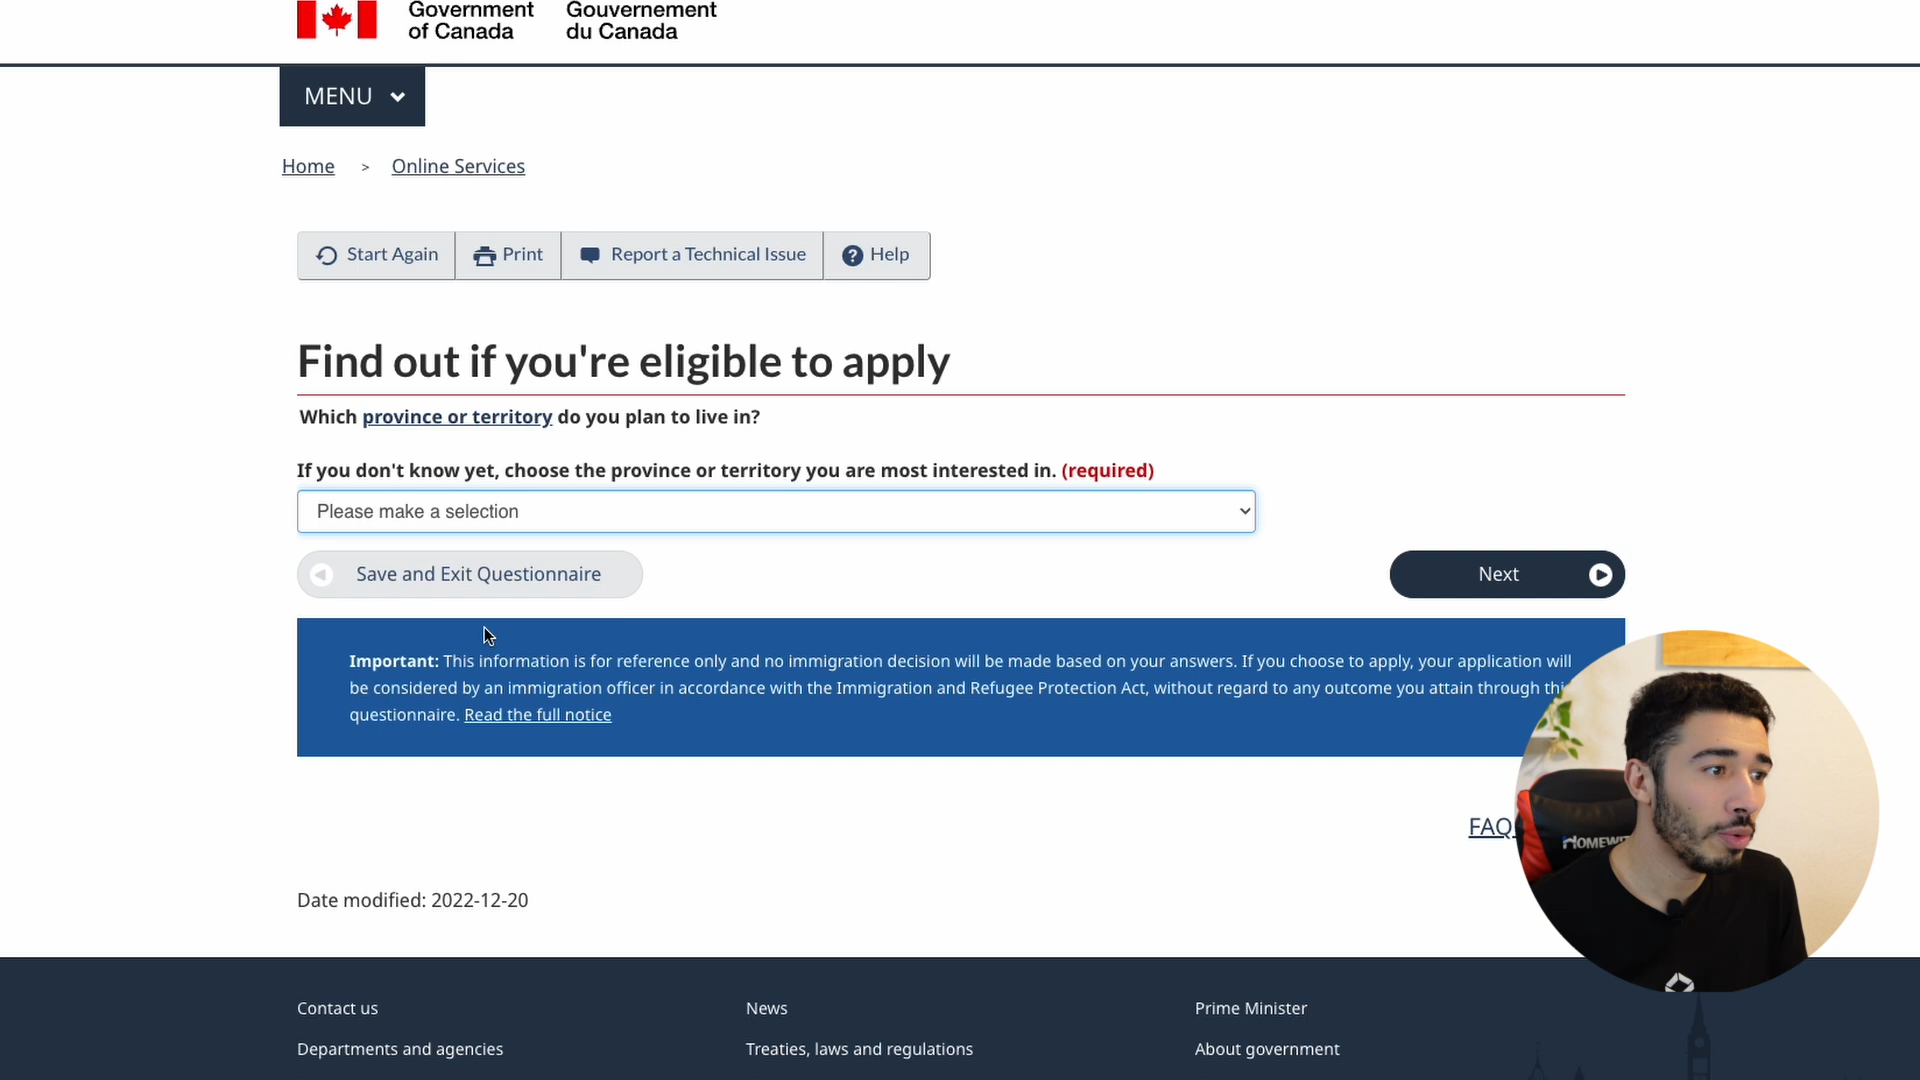 Government
of Canada
Gouvernement
du Canada
MENU
Home > Online Services
Start Again
Print
Report a Technical Issue
Help
Find out if you're eligible to apply
Which province or territory do you plan to live in?
If you don't know yet, choose the province or territory you are most interested in. (required)
Please make a selection
Save and Exit Questionnaire
Next
Important: This information is for reference only and no immigration decision will be made based on your answers. If you choose to apply, your application will
be considered by an immigration officer in accordance with the Immigration and Refugee Protection Act, without regard to any outcome you attain through
questionnaire. Read the full notice
FAQ
Date modified: 2022-12-20
Contact us
News
Prime Minister
Departments and agencies
Treaties, laws and regulations
About government